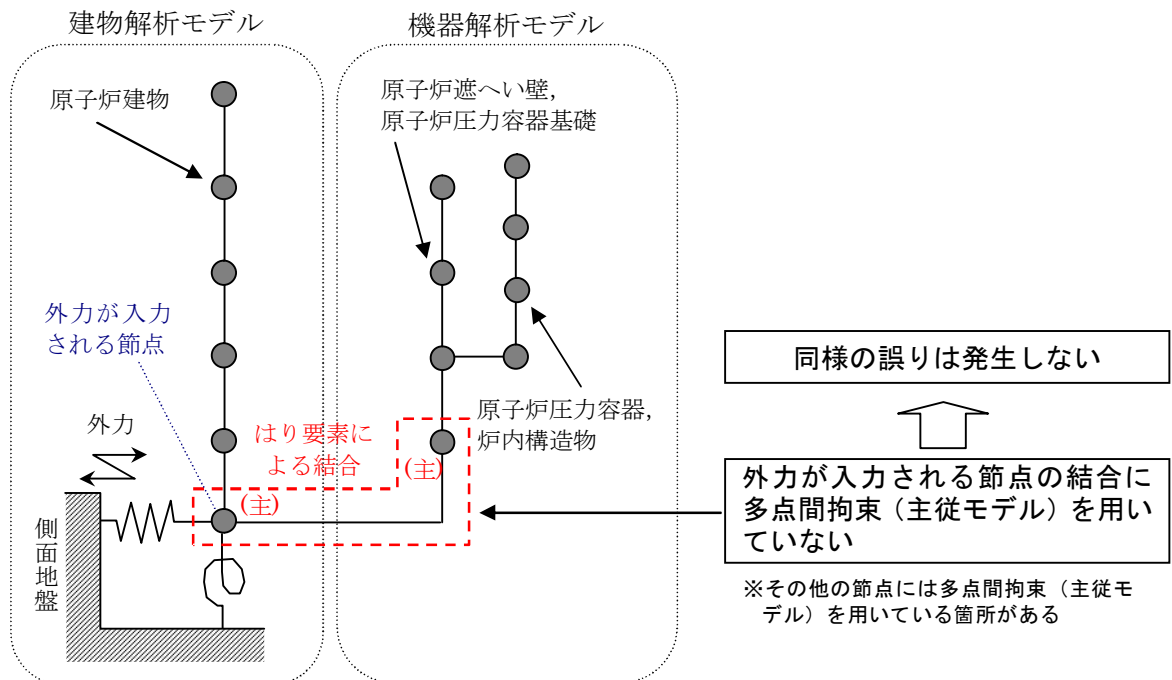 建物解析モデル
機器解析モデル
原子炉建物
原子炉遮へい壁,
原子炉圧力容器基礎
外力が入力
される節点
外力
はり要素に
よる結合
(主)
(主)
側面地盤
原子炉圧力容器,
炉内構造物
同様の誤りは発生しない
外力が入力される節点の結合に
多点間拘束（主従モデル）を用い
ていない
※その他の節点には多点間拘束（主従モ
デル）を用いている箇所がある